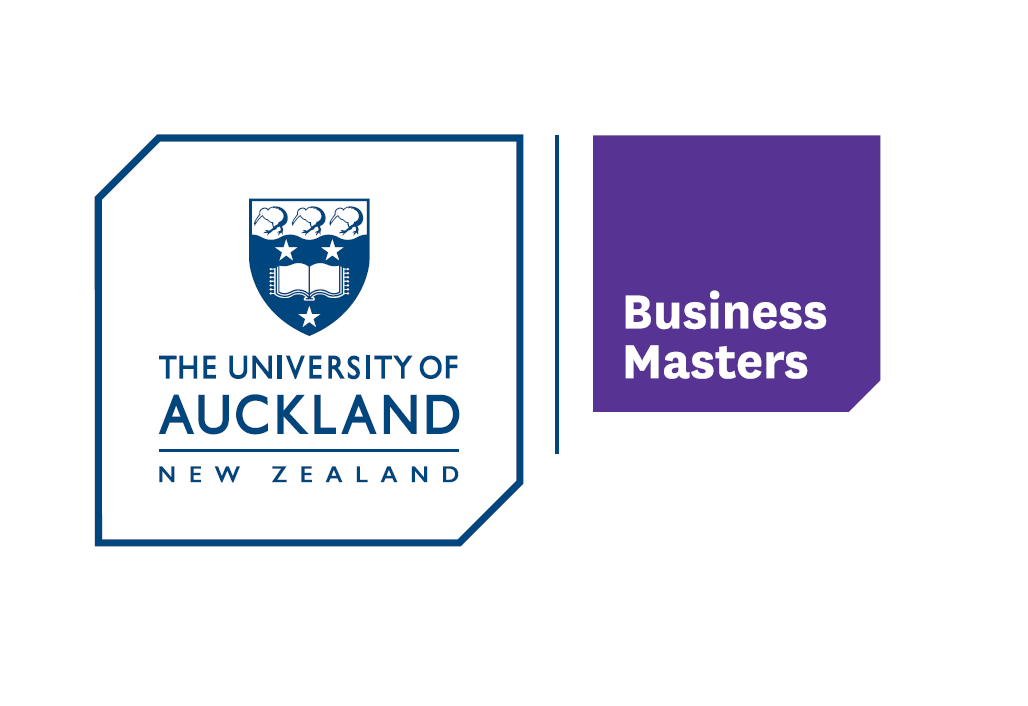 THE UNIVERSITY OF
AUCKLAND
NEW ZEALAND
Business
Masters